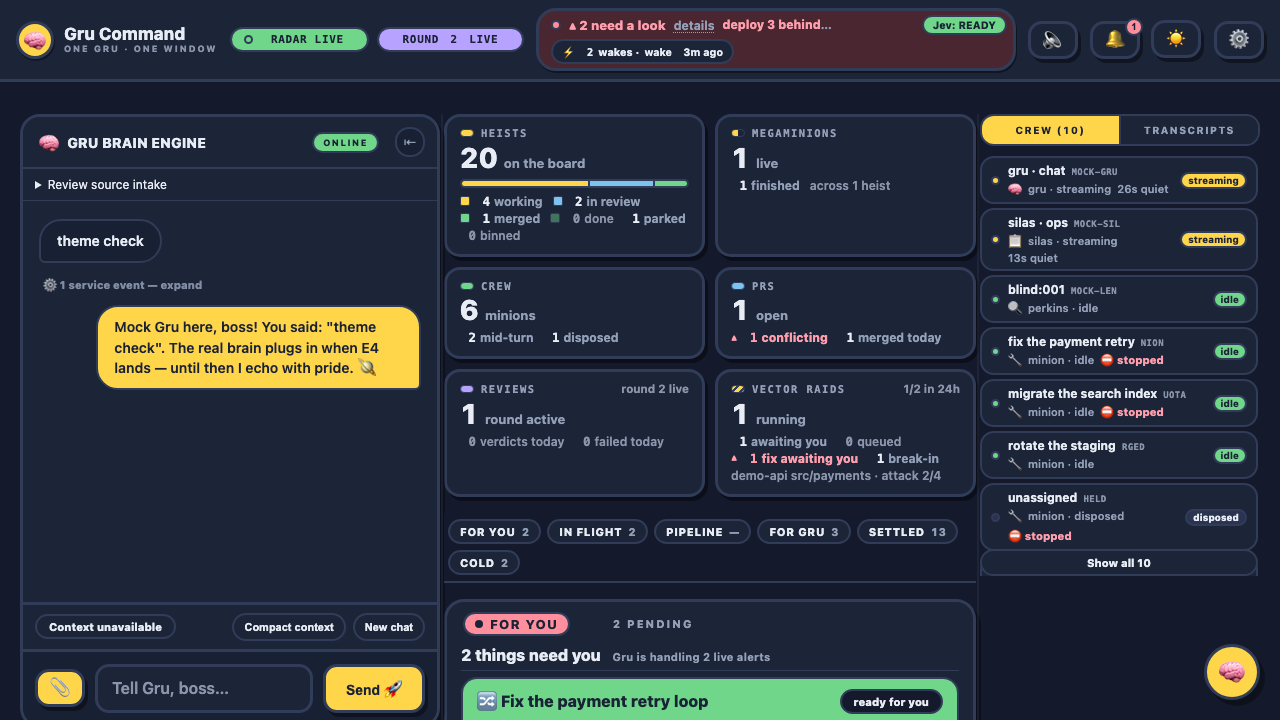 Gru Command
ONE GRU · ONE WINDOW
RADAR LIVE
ROUND 2 LIVE
▲2 need a look details deploy 3 behind...
Jev: READY
⚡ 2 wakes · wake 3m ago
1
GRU BRAIN ENGINE
ONLINE
▶ Review source intake
theme check
1 service event — expand
Mock Gru here, boss! You said: "theme
check". The real brain plugs in when E4
lands — until then I echo with pride.
Context unavailable
Compact context
New chat
Tell Gru, boss...
Send 🚀
HEISTS
20 on the board
4 working 2 in review
1 merged 0 done 1 parked
0 binned
MEGAMINIONS
1 live
1 finished across 1 heist
CREW
6 minions
2 mid-turn 1 disposed
PRS
1 open
▲ 1 conflicting 1 merged today
REVIEWS round 2 live
1 round active
0 verdicts today 0 failed today
VECTOR RAIDS 1/2 in 24h
1 running
1 awaiting you 0 queued
▲ 1 fix awaiting you 1 break-in
demo-api src/payments · attack 2/4
FOR YOU 2
IN FLIGHT 2
PIPELINE —
FOR GRU 3
SETTLED 13
COLD 2
FOR YOU
2 PENDING
2 things need you Gru is handling 2 live alerts
Fix the payment retry loop
ready for you
CREW (10)
TRANSCRIPTS
gru · chat MOCK-GRU
gru · streaming 26s quiet
streaming
silas · ops MOCK-SIL
silas · streaming
13s quiet
streaming
blind:001 MOCK-LEN
perkins · idle
idle
fix the payment retry NION
minion · idle ⛔ stopped
idle
migrate the search index UOTA
minion · idle ⛔ stopped
idle
rotate the staging RGED
minion · idle
idle
unassigned HELD
minion · disposed
⛔ stopped
disposed
Show all 10